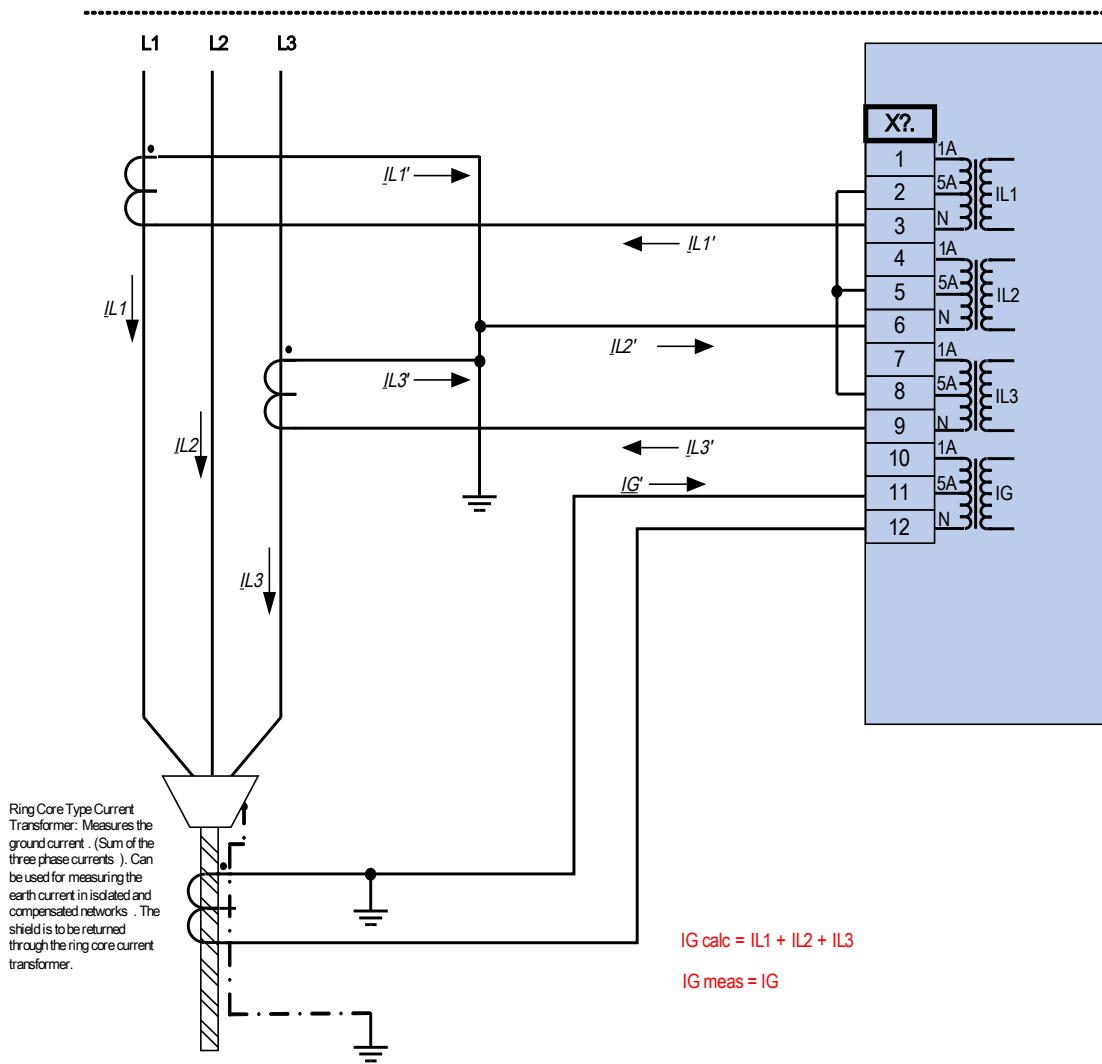 L1 L2 L3
X?.
1 1A
2 5A IL1
3 N
4 1A
5 5A IL2
6 N
7 1A
8 5A IL3
9 N
10 1A
11 5A IG
12 N
IL1'
IL1'
IL1
IL2'
IL3'
IL2
IL3'
IG'
IL3
Ring Core Type Current
Transformer: Measures the
ground current . (Sum of the
three phase currents ). Can
be used for measuring the
earth current in isolated and
compensated networks . The
shield is to be returned
through the ring core current
transformer.
IG calc = IL1 + IL2 + IL3
IG meas = IG